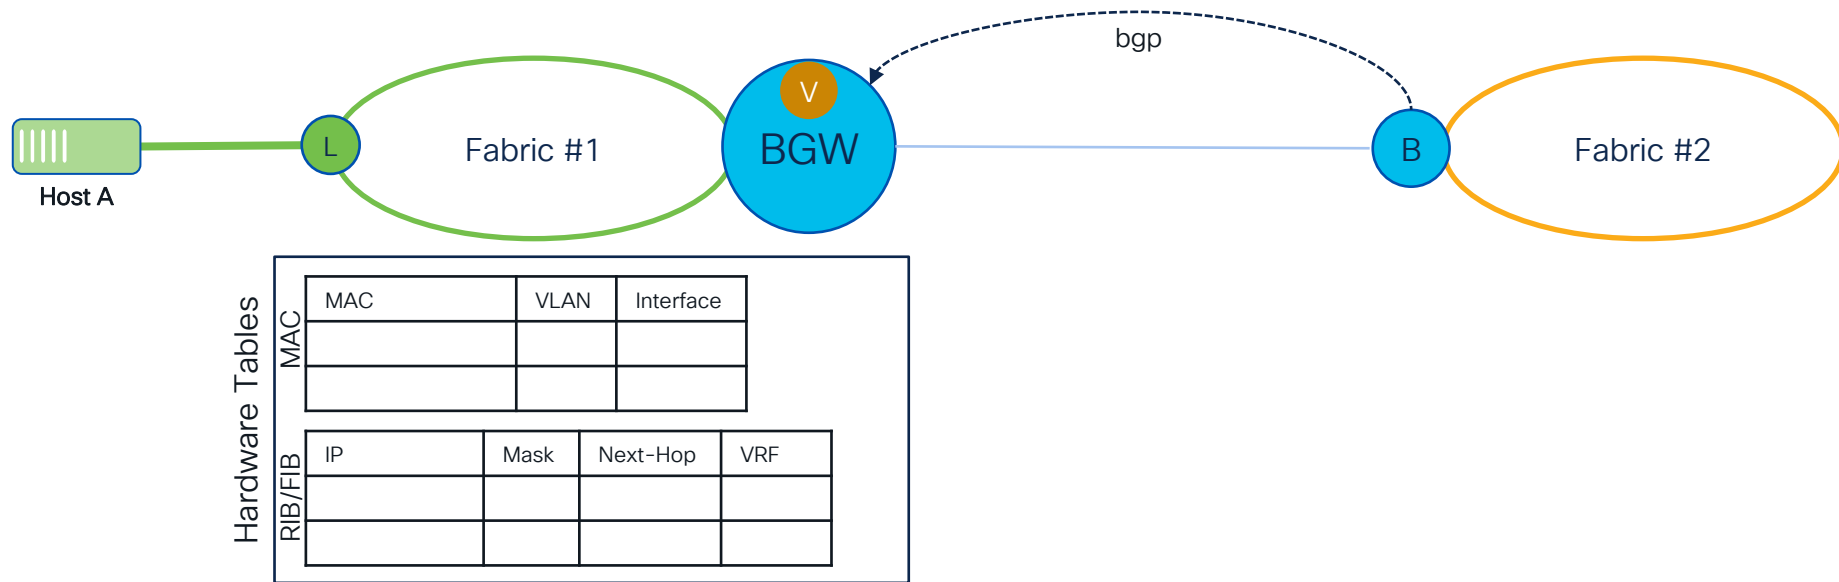 bgp
V
L
Fabric #1
BGW
B
Fabric #2
Host A
Hardware Tables
MAC
MAC VLAN Interface
RIB/FIB
IP Mask Next-Hop VRF